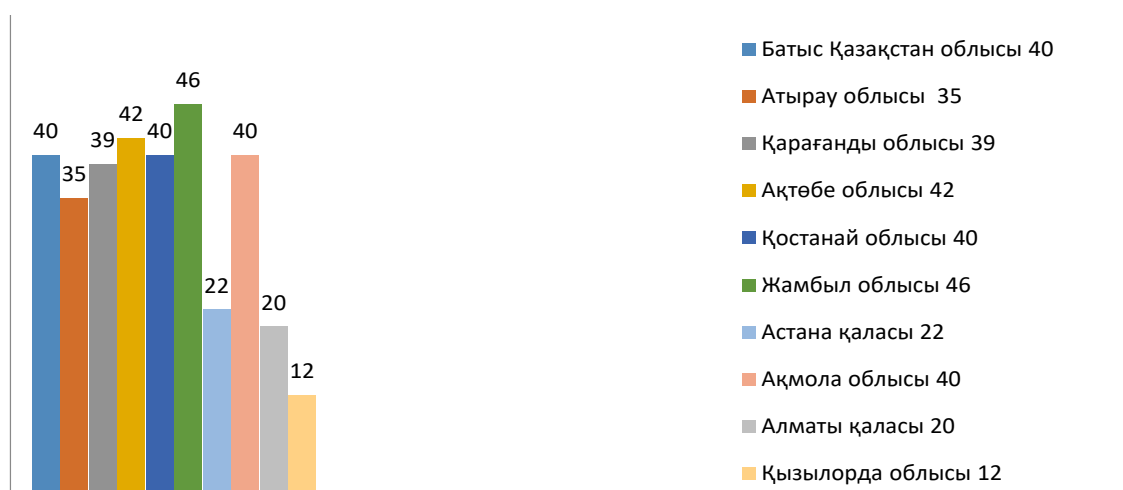 46
42
40
39
40
40
35
22
20
12
Батыс Қазақстан облысы 40
Атырау облысы 35
Қарағанды облысы 39
Ақтөбе облысы 42
Қостанай облысы 40
Жамбыл облысы 46
Астана қаласы 22
Ақмола облысы 40
Алматы қаласы 20
Қызылорда облысы 12